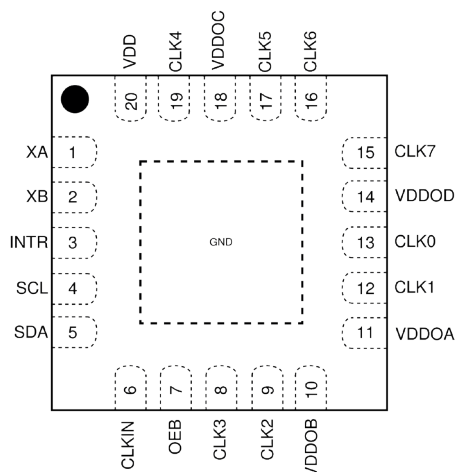 VDD CLK4 VDDOC CLK5 CLK6
20 19 18 17 16
XA 1 15 CLK7
XB 2 14 VDDOD
INTR 3 GND 13 CLK0
SCL 4 12 CLK1
SDA 5 11 VDDOA
6 7 8 9 10
CLKIN OEB CLK3 CLK2 VDDOB